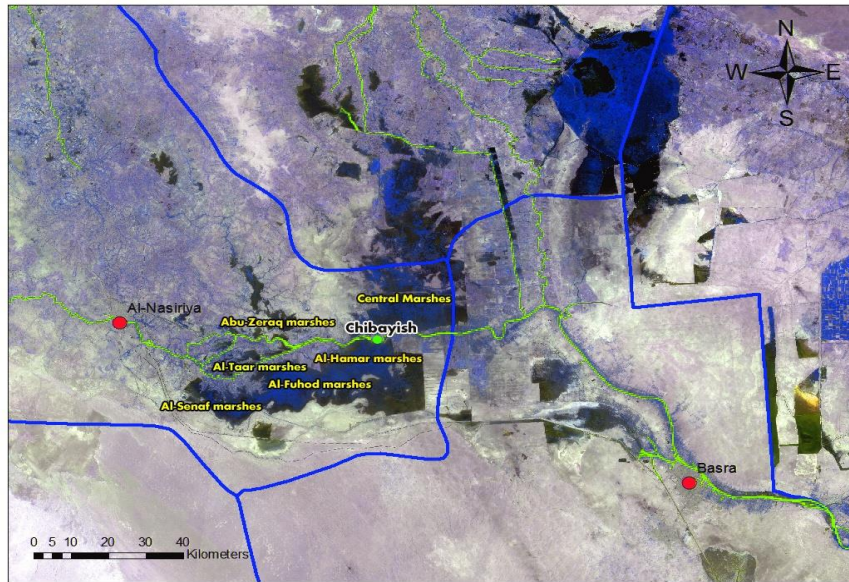 N
W E
S
Al-Nasiriya
Central Marshes
Abu-Zeraq marshes
Chibayish
Al-Hamar marshes
Al-Taar marshes
Al-Fuhod marshes
Al-Senaf marshes
Basra
0 5 10 20 30 40
Kilometers